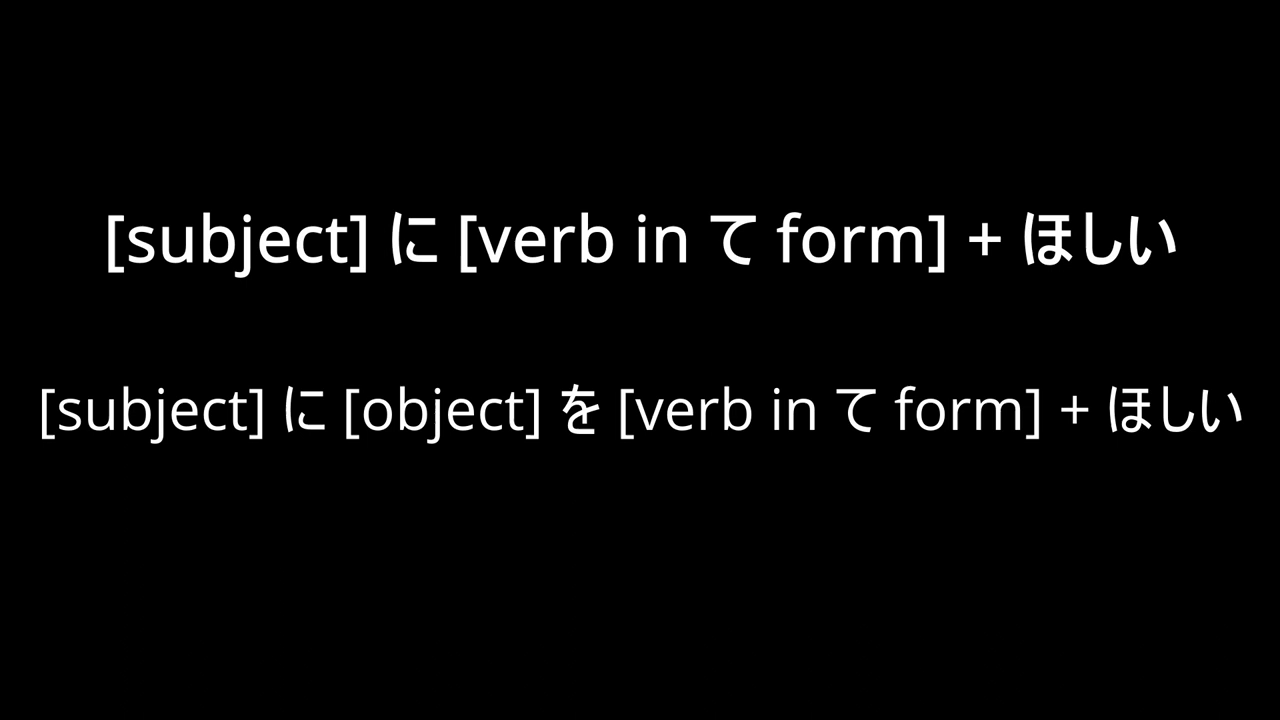 [subject] に [verb in て form] + ほしい
[subject] に [object] を [verb in て form] + ほしい